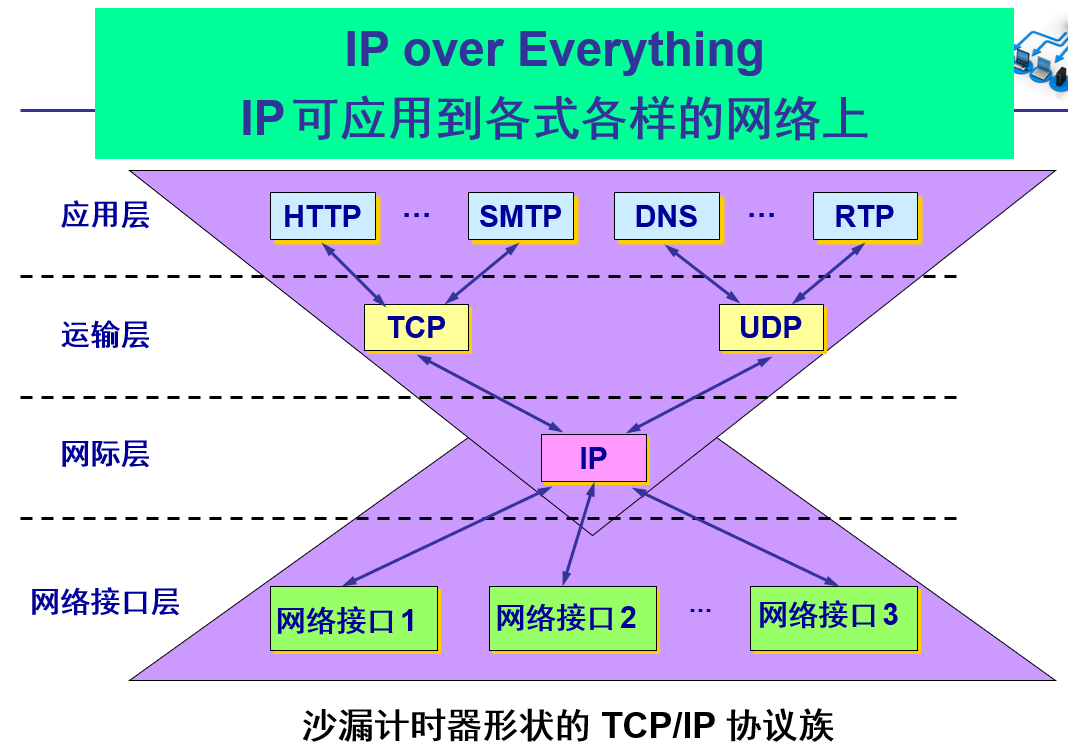 IP over Everything
IP可应用到各式各样的网络上
应用层
HTTP … SMTP DNS … RTP
运输层
TCP UDP
网际层
IP
网络接口层
网络接口1 网络接口2 … 网络接口3
沙漏计时器形状的 TCP/IP 协议族